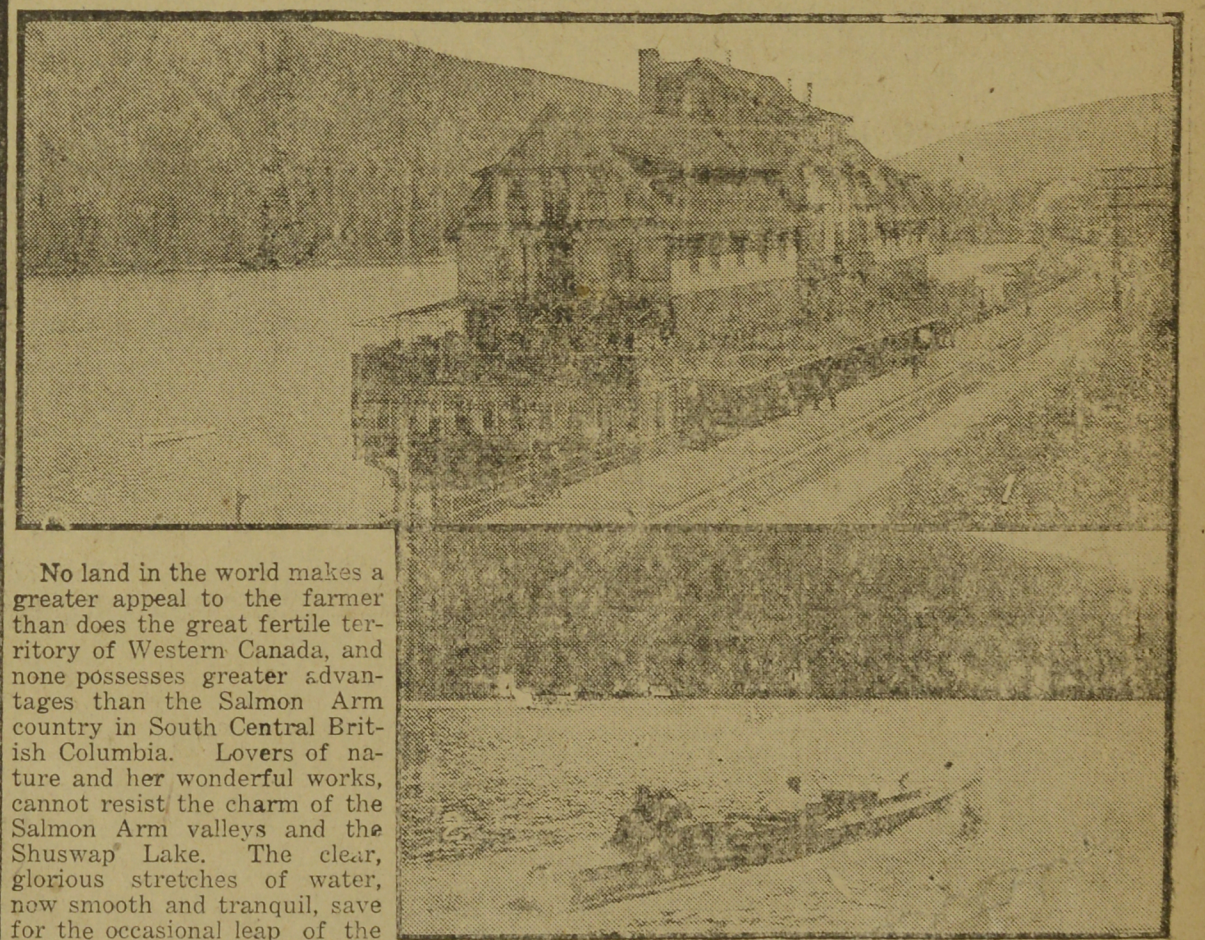 No land in the world makes a
greater appeal to the farmer
than does the great fertile ter-
ritory of Western Canada, and
none possesses greater advan-
tages than the Salmon Arm
country in South Central Brit-
ish Columbia. Lovers of na-
ture and her wonderful works,
cannot resist the charm of the
Salmon Arm valleys and the
Shuswap Lake. The clear,
glorious stretches of water,
now smooth and tranquil, save
for the occasional leap of the